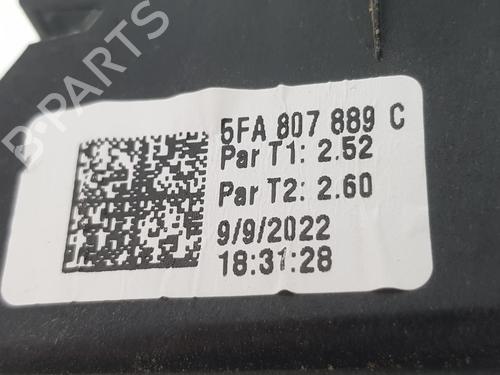 5FA 807 889 C
Par T1: 2.52
Par T2: 2.60
9/9/2022
18:31:28
B-PARTS